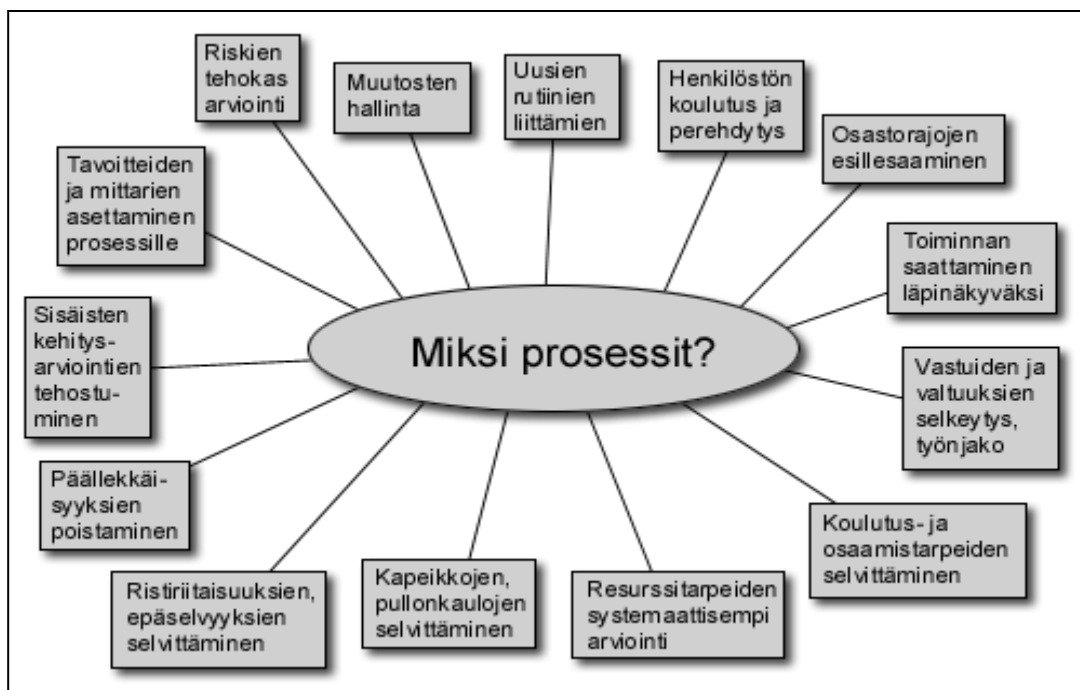 Riskien
tehokas
arviointi
Muutosten
hallinta
Uusien
rutiinien
liittämien
Henkilöstön
koulutus ja
perehdytys
Osastorajojen
esillesaaminen
Tavoitteiden
ja mittarien
asettaminen
prosessille
Toiminnan
saattaminen
läpinäkyväksi
Sisäisten
kehitys-
arviointien
tehostu-
minen
Miksi prosessit?
Vastuiden ja
valtuuksien
selkeytys,
työnjako
Päällekkäi-
syyksien
poistaminen
Koulutus- ja
osaamistarpeiden
selvittäminen
Ristiriitaisuuksien,
epäselvyyksien
selvittäminen
Kapeikkojen,
pullonkaulojen
selvittäminen
Resurssitarpeiden
systemaattisempi
arviointi